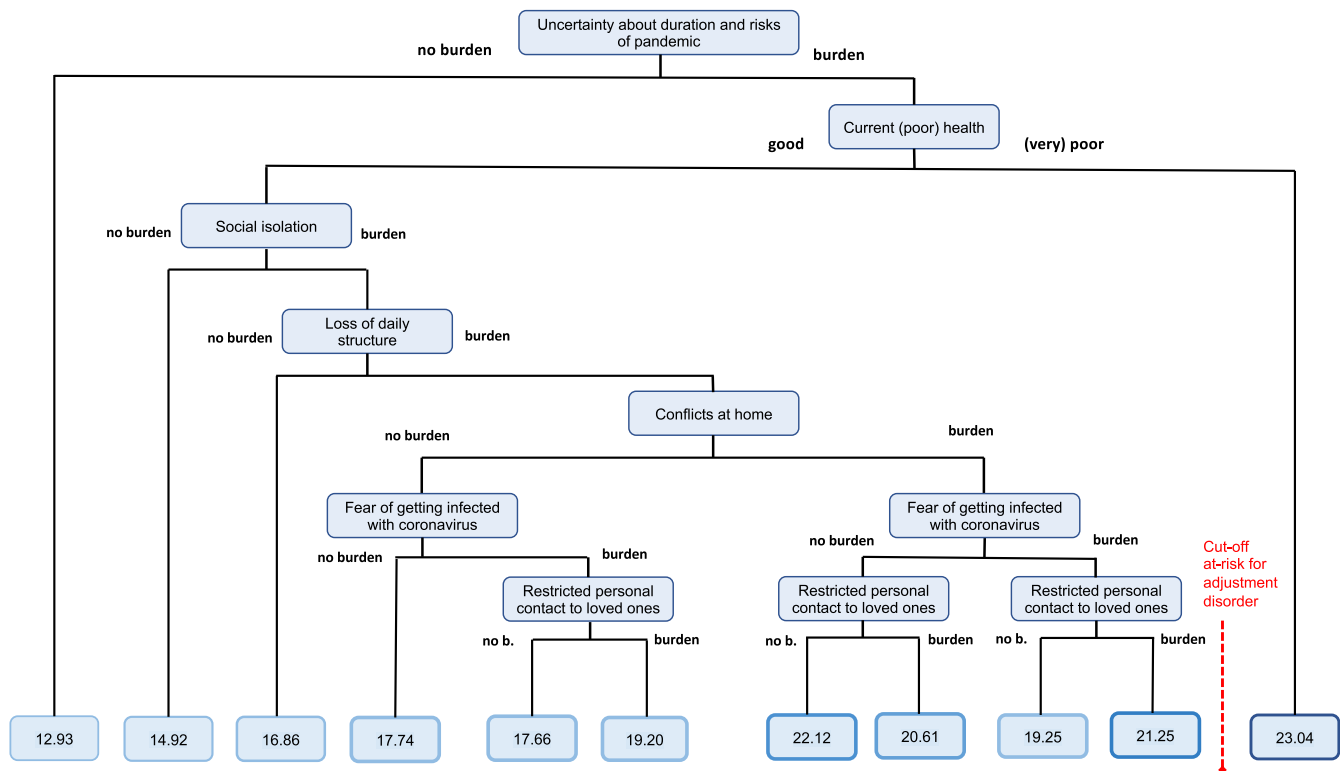 Uncertainty about duration and risks
of pandemic
no burden
burden
Current (poor) health
good
(very) poor
Social isolation
no burden
burden
Loss of daily
structure
no burden
burden
Conflicts at home
no burden
burden
Fear of getting infected
with coronavirus
Fear of getting infected
with coronavirus
no burden
burden
no burden
burden
Cut-off
at-risk for
adjustment
disorder
Restricted personal
contact to loved ones
Restricted personal
contact to loved ones
Restricted personal
contact to loved ones
no b.
burden
no b.
burden
no b.
burden
12.93
14.92
16.86
17.74
17.66
19.20
22.12
20.61
19.25
21.25
23.04